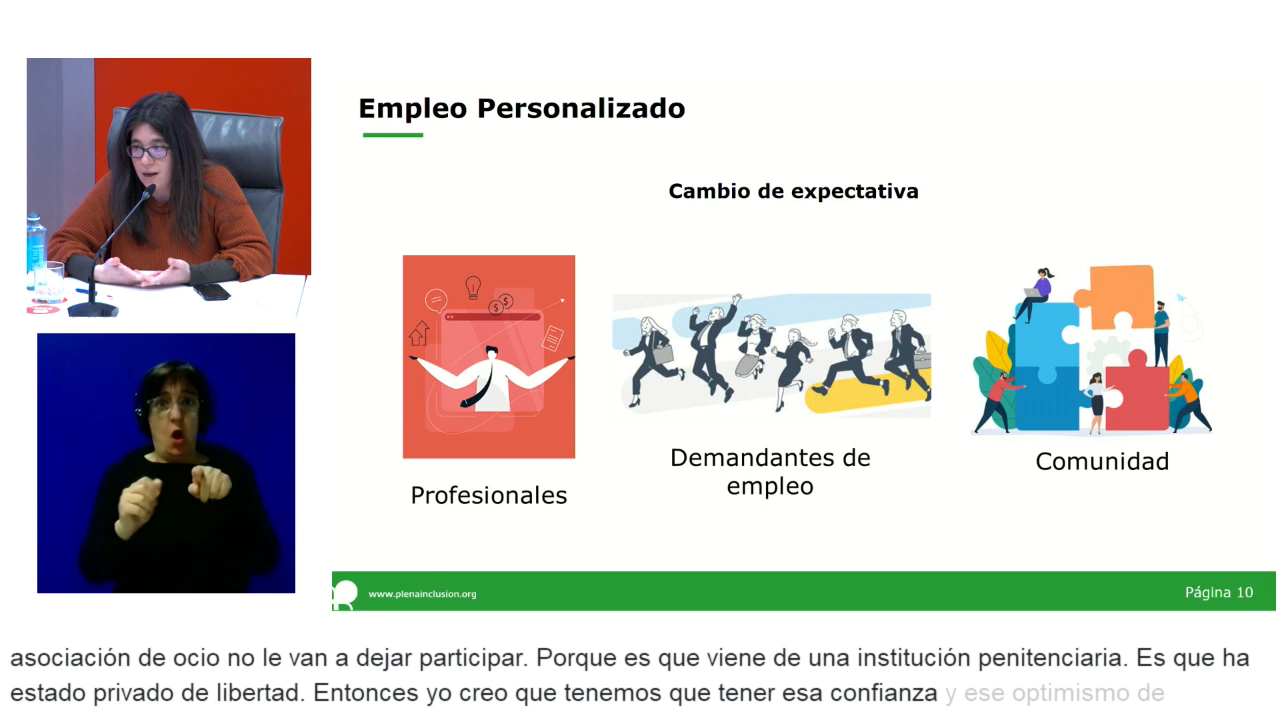 Empleo Personalizado
Cambio de expectativa
Profesionales
Demandantes de
empleo
Comunidad
www.plenainclusion.org
Página 10
asociación de ocio no le van a dejar participar. Porque es que viene de una institución penitenciaria. Es que ha
estado privado de libertad. Entonces yo creo que tenemos que tener esa confianza y ese optimismo de